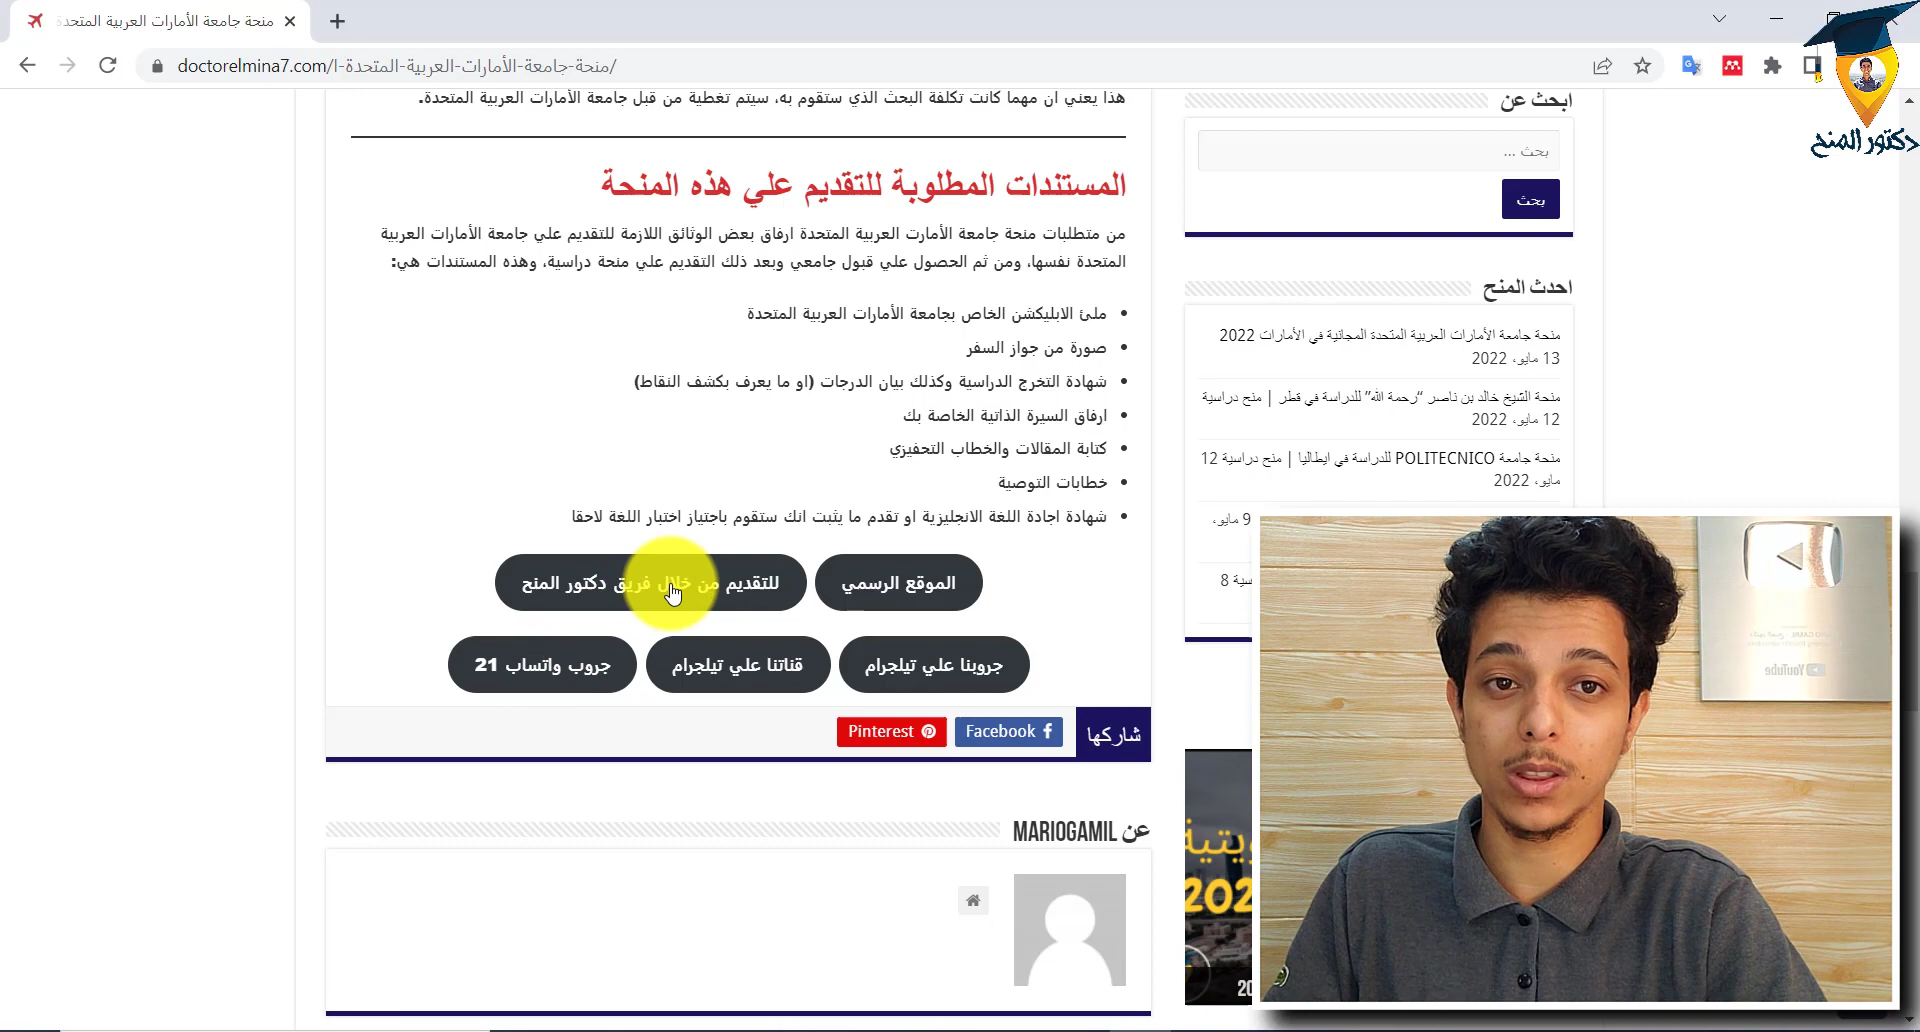 منحة جامعة الأمارات العربية المتحدة
doctorelmina7.com/منحة-جامعة-الأمارات-العربية-المتحدة-ا/
دكتور المنح
هذا يعني ان مهما كانت تكلفة البحث الذي ستقوم به، سيتم تغطية من قبل جامعة الأمارات العربية المتحدة.
المستندات المطلوبة للتقديم علي هذه المنحة
من متطلبات منحة جامعة الأمارت العربية المتحدة ارفاق بعض الوثائق اللازمة للتقديم علي جامعة الأمارات العربية
المتحدة نفسها، ومن ثم الحصول علي قبول جامعي وبعد ذلك التقديم علي منحة دراسية، وهذه المستندات هي:
ملئ الابليكشن الخاص بجامعة الأمارات العربية المتحدة
صورة من جواز السفر
شهادة التخرج الدراسية وكذلك بيان الدرجات (او ما يعرف بكشف النقاط)
ارفاق السيرة الذاتية الخاصة بك
كتابة المقالات والخطاب التحفيزي
خطابات التوصية
شهادة اجادة اللغة الانجليزية او تقدم ما يثبت انك ستقوم باجتياز اختبار اللغة لاحقا
الموقع الرسمي
للتقديم من خلال فريق دكتور المنح
جروبنا علي تيلجرام
قناتنا علي تيلجرام
جروب واتساب 21
شاركها
Facebook
Pinterest
عن MARIOGAMIL
ابحث عن
بحث ...
بحث
احدث المنح
منحة جامعة الأمارات العربية المتحدة المجانية في الأمارات 2022
13 مايو، 2022
منحة الشيخ خالد بن ناصر “رحمة الله” للدراسة في قطر | منح دراسية
12 مايو، 2022
منحة جامعة POLITECNICO للدراسة في ايطاليا | منح دراسية 12
مايو، 2022
9 مايو،
8
YouTube